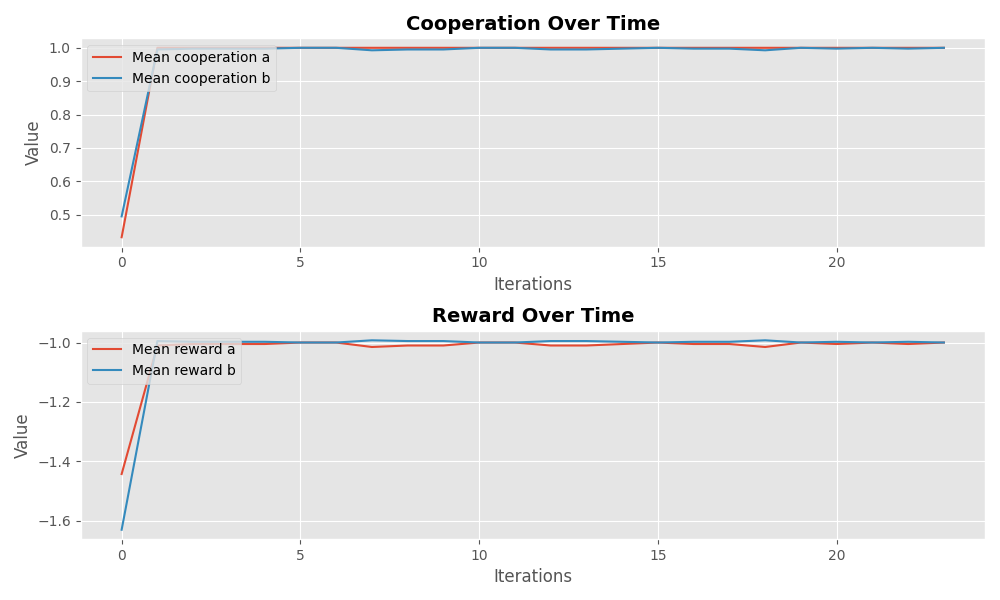 Cooperation Over Time
1.0
0.9
0.8
0.7
0.6
0.5
Value
Mean cooperation a
Mean cooperation b
0 5 10 15 20
Iterations
Reward Over Time
−1.0
−1.2
−1.4
−1.6
Value
Mean reward a
Mean reward b
0 5 10 15 20
Iterations